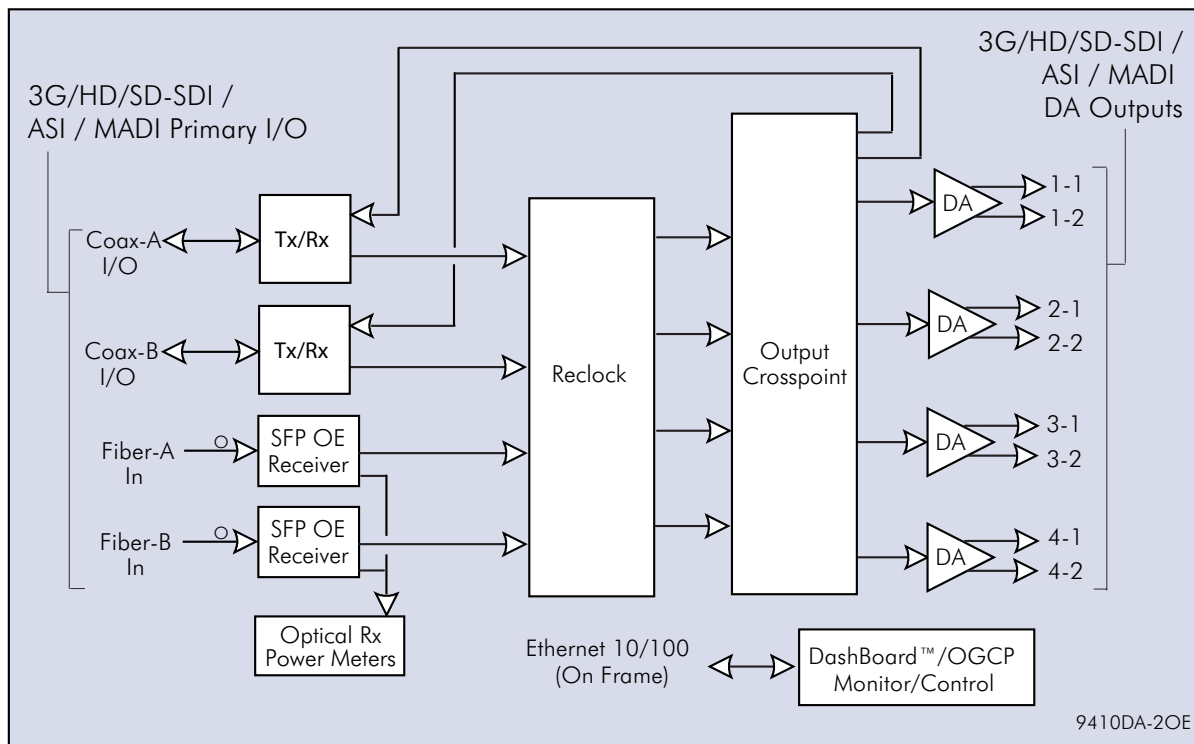 3G/HD/SD-SDI /
ASI / MADI Primary I/O
3G/HD/SD-SDI /
ASI / MADI
DA Outputs
Coax-A
I/O
Tx/Rx
Coax-B
I/O
Tx/Rx
Fiber-A
In
SFP OE
Receiver
Fiber-B
In
SFP OE
Receiver
Optical Rx
Power Meters
Reclock
Output
Crosspoint
DA
1-1
1-2
DA
2-1
2-2
DA
3-1
3-2
DA
4-1
4-2
Ethernet 10/100
(On Frame)
DashBoard™/OGCP
Monitor/Control
9410DA-2OE